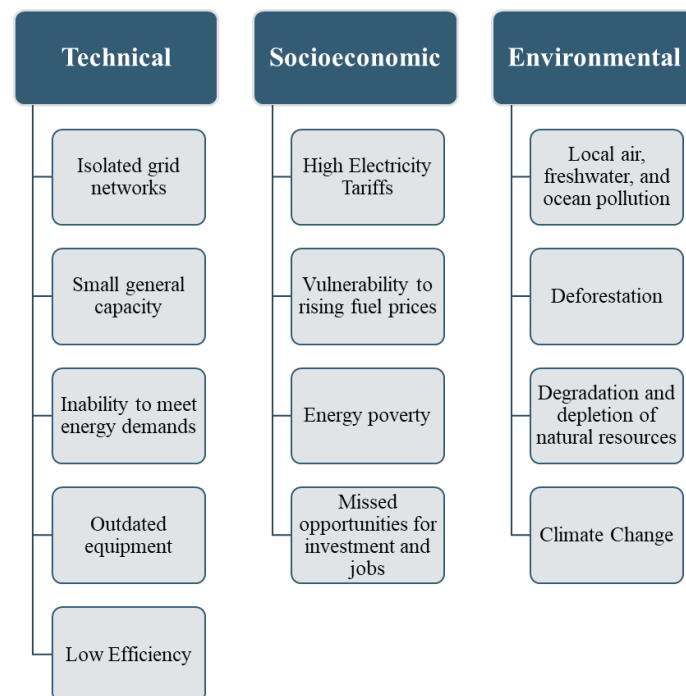 Technical
Isolated grid
networks
Small general
capacity
Inability to meet
energy demands
Outdated
equipment
Low Efficiency
Socioeconomic
High Electricity
Tariffs
Vulnerability to
rising fuel prices
Energy poverty
Missed
opportunities for
investment and
jobs
Environmental
Local air,
freshwater, and
ocean pollution
Deforestation
Degradation and
depletion of
natural resources
Climate Change